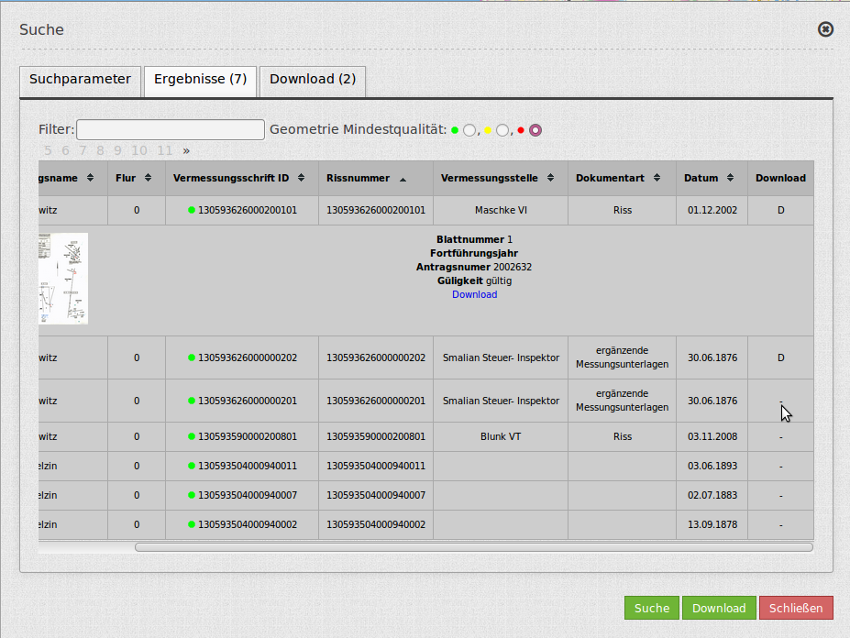 Suche
Suchparameter Ergebnisse (7) Download (2)
Filter: Geometrie Mindestqualität: , ,
5 6 7 8 9 10 11 »
gsname Flur Vermessungsschrift ID Rissnummer Vermessungsstelle Dokumentart Datum Download
witz 0 130593626000200101 130593626000200101 Maschke VI Riss 01.12.2002 D
Blattnummer 1
Fortführungsjahr
Antragsnumer 2002632
Güligkeit gültig
Download
witz 0 130593626000000202 130593626000000202 Smalian Steuer- Inspektor ergänzende Messungsunterlagen 30.06.1876 D
witz 0 130593626000000201 130593626000000201 Smalian Steuer- Inspektor ergänzende Messungsunterlagen 30.06.1876 -
witz 0 130593590000200801 130593590000200801 Blunk VT Riss 03.11.2008 -
elzin 0 130593504000940011 130593504000940011 03.06.1893 -
elzin 0 130593504000940007 130593504000940007 02.07.1883 -
elzin 0 130593504000940002 130593504000940002 13.09.1878 -
Suche Download Schließen